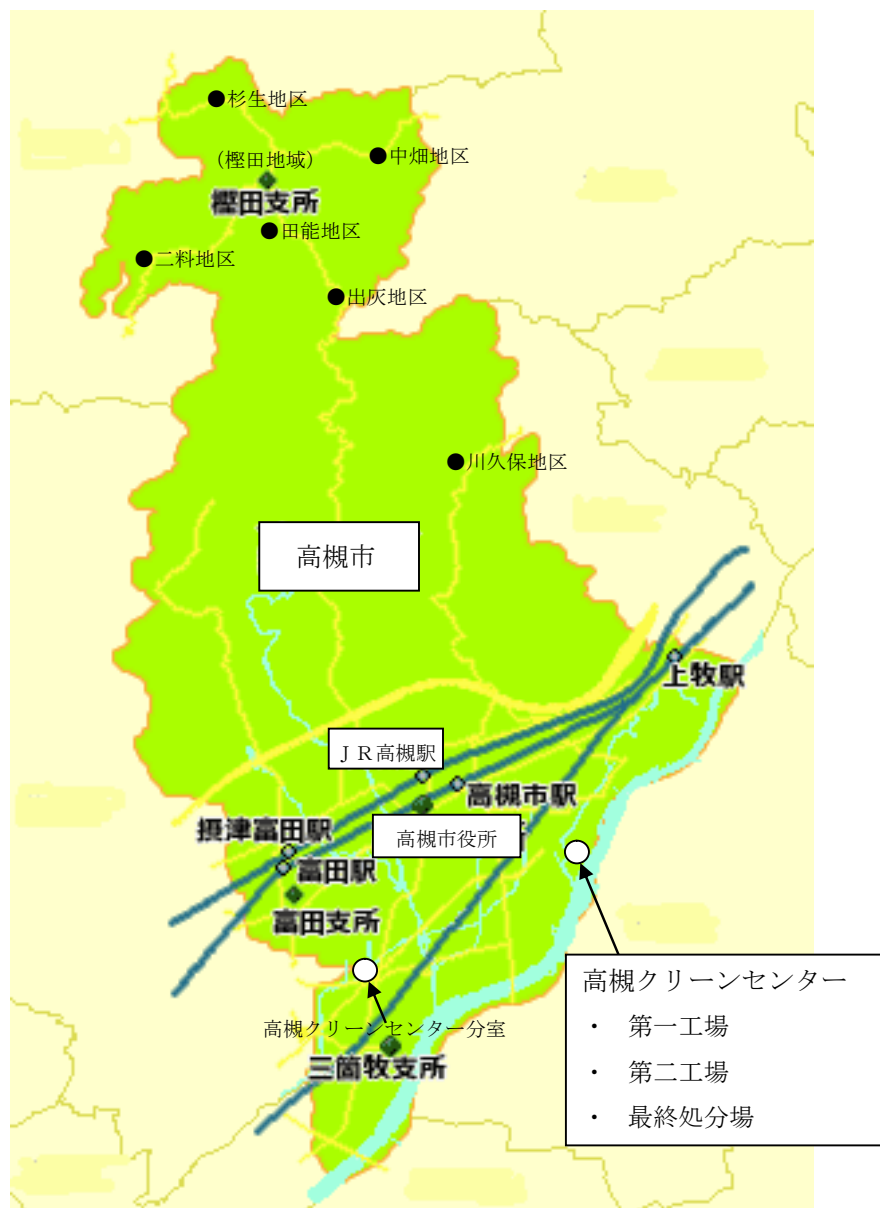 ●杉生地区
（樫田地域）
●中畑地区
樫田支所
●田能地区
●二料地区
●出灰地区
●川久保地区
高槻市
上牧駅
ＪＲ高槻駅
高槻市駅
摂津富田駅
高槻市役所
富田駅
富田支所
高槻クリーンセンター
・ 第一工場
・ 第二工場
・ 最終処分場
高槻クリーンセンター分室
三箇牧支所